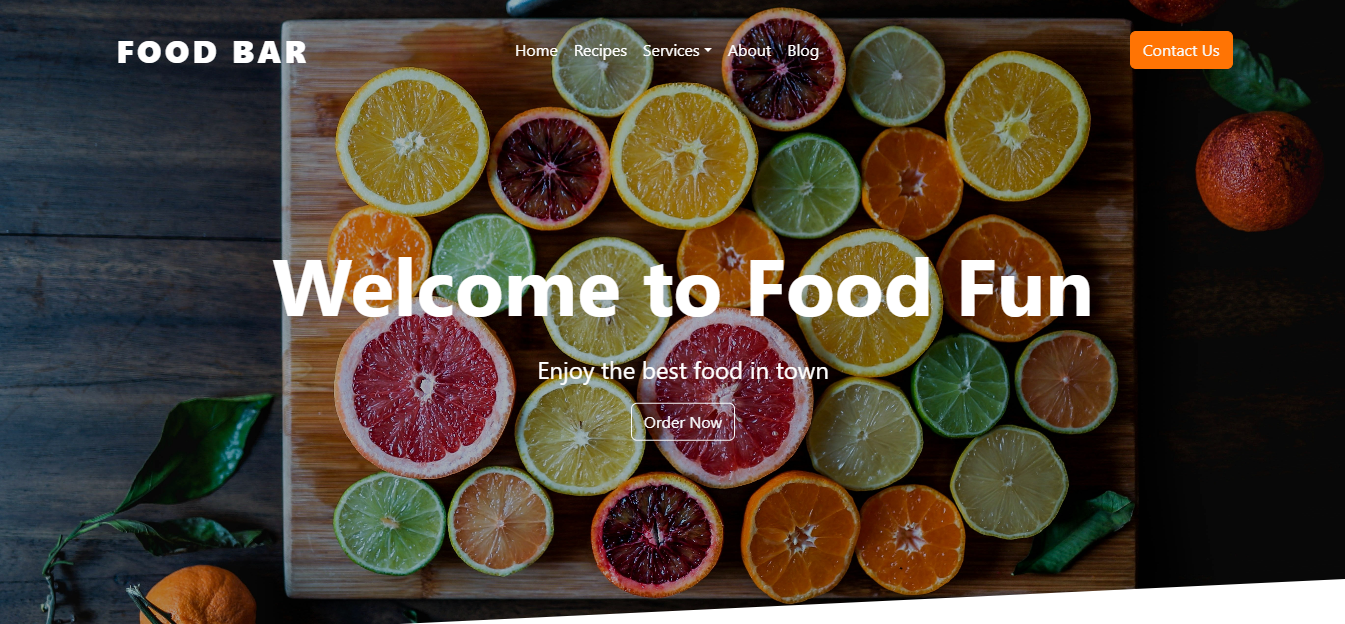 FOOD BAR
Home Recipes Services About Blog
Contact Us
Welcome to Food Fun
Enjoy the best food in town
Order Now